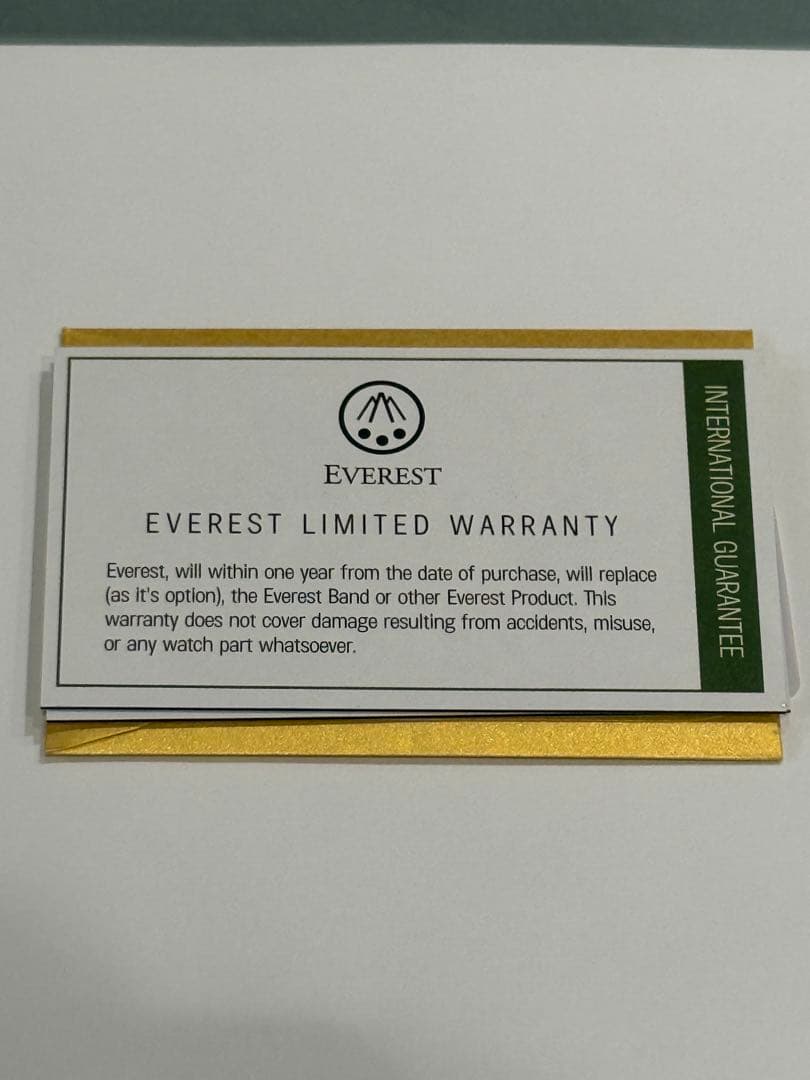 EVEREST
EVEREST LIMITED WARRANTY
Everest, will within one year from the date of purchase, will replace
(as it's option), the Everest Band or other Everest Product. This
warranty does not cover damage resulting from accidents, misuse,
or any watch part whatsoever.
INTERNATIONAL GUARANTEE